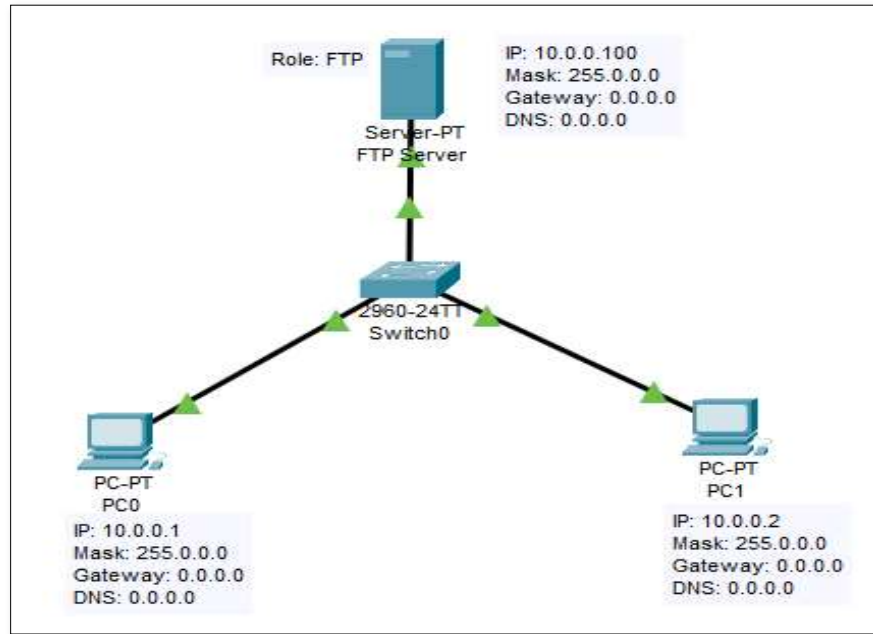 Role: FTP
IP: 10.0.0.100
Mask: 255.0.0.0
Gateway: 0.0.0.0
DNS: 0.0.0.0
Server-PT
FTP Server
2960-24TT
Switch0
PC-PT
PC0
IP: 10.0.0.1
Mask: 255.0.0.0
Gateway: 0.0.0.0
DNS: 0.0.0.0
PC-PT
PC1
IP: 10.0.0.2
Mask: 255.0.0.0
Gateway: 0.0.0.0
DNS: 0.0.0.0